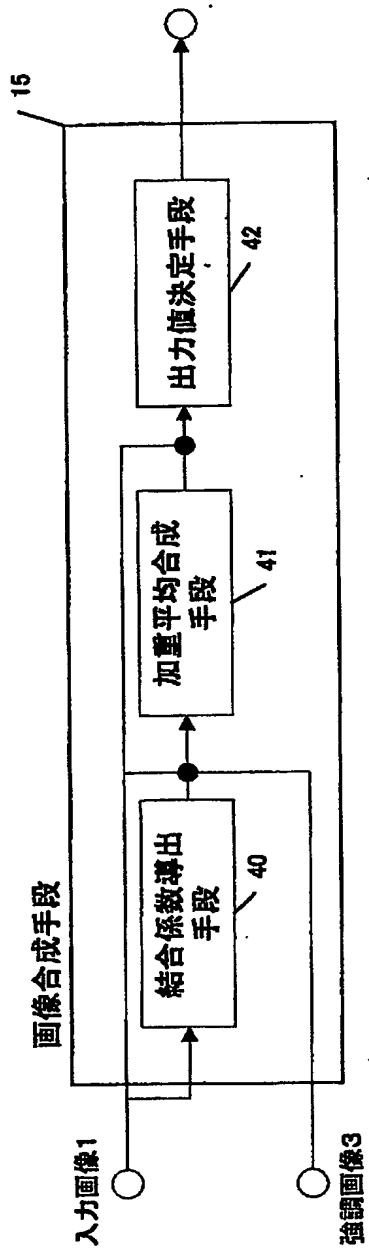 15
画像合成手段
入力画像1
強調画像3
結合係数導出
手段
40
加重平均合成
手段
41
出力値決定手段
42